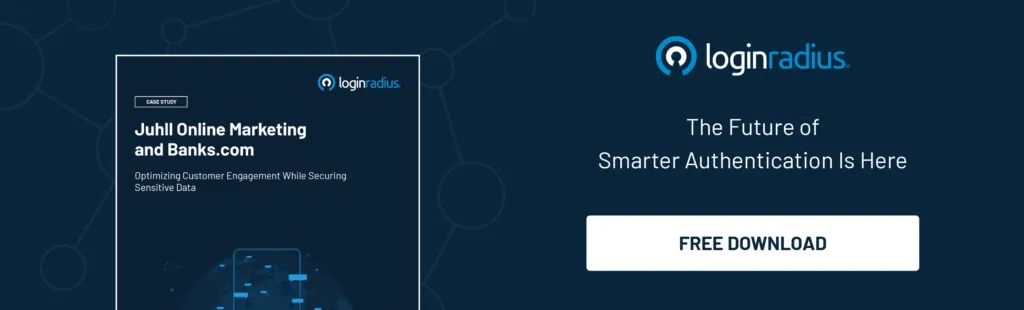 loginradius
CASE STUDY
Juhll Online Marketing
and Banks.com
Optimizing Customer Engagement While Securing
Sensitive Data
loginradius
The Future of
Smarter Authentication Is Here
FREE DOWNLOAD